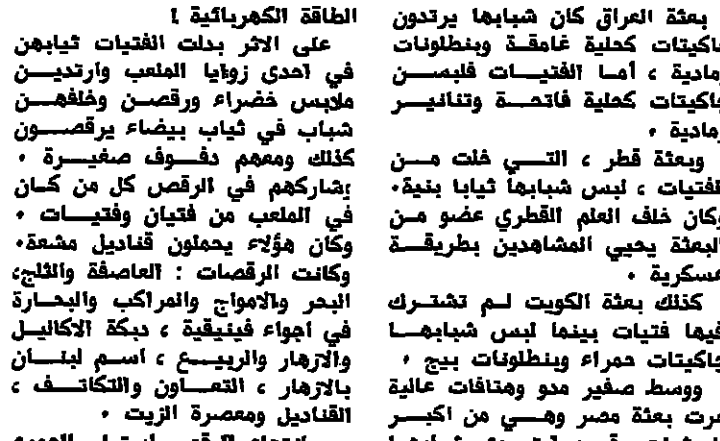 بعثة العراق كان شبابها يرتدون
جاكيتات كحلية غامقة وبنطلونات
رمادية ، أما الفتيات فلبسن
جاكيتات كحلية فاتحة وتنانير
رمادية ،
وبعثة قطر ، التي خلت من
الفتيات ، لبس شبابها ثيابا بنية،
وكان خلف العلم القطري عضو من
البعثة يحيي المشاهدين بطريقة
عسكرية ،
كذلك بعثة الكويت لم تشترك
فيها فتيات بينما لبس شبابها
جاكيتات حمراء وبنطلونات بيج ،
ووسط صفير مدو وهتافات عالية
مرت بعثة مصر وهي من اكبر
الطاقة الكهربائية !
على الاثر بدلت الفتيات ثيابهن
في احدى زوايا الملعب وارتدين
ملابس خضراء ورقصن وخلفهن
شباب في ثياب بيضاء يرقصون
كذلك ومعهم دفوف صغيرة ،
يشاركهم في الرقص كل من كان
في الملعب من فتيان وفتيات ،
وكان هؤلاء يحملون قناديل مشعة،
وكانت الرقصات : العاصفة والثلج،
البحر والامواج والمراكب والبحارة
في اجواء فينيقية ، دبكة الاكاليل
والازهار والربيع ، اسم لبنان
بالازهار ، التعاون والتكاتف ،
القناديل ومعصرة الزيت ،